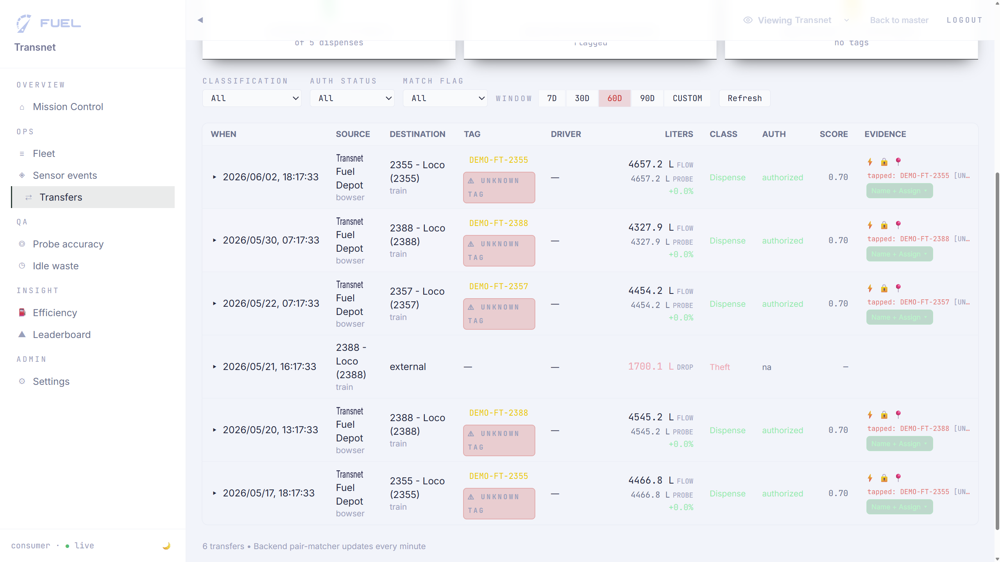 FUEL
Transnet
OVERVIEW
Mission Control
OPS
Fleet
Sensor events
Transfers
QA
Probe accuracy
Idle waste
INSIGHT
Efficiency
Leaderboard
ADMIN
Settings
consumer · ● live
Viewing Transnet
Back to master
LOGOUT
of 5 dispenses
flagged
no tags
CLASSIFICATION
AUTH STATUS
MATCH FLAG
All
All
All
WINDOW
7D
30D
60D
90D
CUSTOM
Refresh
WHEN SOURCE DESTINATION TAG DRIVER LITERS CLASS AUTH SCORE EVIDENCE
2026/06/02, 18:17:33
Transnet
Fuel
Depot
bowser
2355 - Loco
(2355)
train
DEMO-FT-2355
⚠ UNKNOWN
TAG
—
4657.2 L FLOW
4657.2 L PROBE
+0.0%
Dispense
authorized
0.70
tapped: DEMO-FT-2355 [UN…
Name + Assign
2026/05/30, 07:17:33
Transnet
Fuel
Depot
bowser
2388 - Loco
(2388)
train
DEMO-FT-2388
⚠ UNKNOWN
TAG
—
4327.9 L FLOW
4327.9 L PROBE
+0.0%
Dispense
authorized
0.70
tapped: DEMO-FT-2388 [UN…
Name + Assign
2026/05/22, 07:17:33
Transnet
Fuel
Depot
bowser
2357 - Loco
(2357)
train
DEMO-FT-2357
⚠ UNKNOWN
TAG
—
4454.2 L FLOW
4454.2 L PROBE
+0.0%
Dispense
authorized
0.70
tapped: DEMO-FT-2357 [UN…
Name + Assign
2026/05/21, 16:17:33
2388 -
Loco
(2388)
train
external
—
—
1700.1 L DROP
Theft
na
—
2026/05/20, 13:17:33
Transnet
Fuel
Depot
bowser
2388 - Loco
(2388)
train
DEMO-FT-2388
⚠ UNKNOWN
TAG
—
4545.2 L FLOW
4545.2 L PROBE
+0.0%
Dispense
authorized
0.70
tapped: DEMO-FT-2388 [UN…
Name + Assign
2026/05/17, 18:17:33
Transnet
Fuel
Depot
bowser
2355 - Loco
(2355)
train
DEMO-FT-2355
⚠ UNKNOWN
TAG
—
4466.8 L FLOW
4466.8 L PROBE
+0.0%
Dispense
authorized
0.70
tapped: DEMO-FT-2355 [UN…
Name + Assign
6 transfers • Backend pair-matcher updates every minute